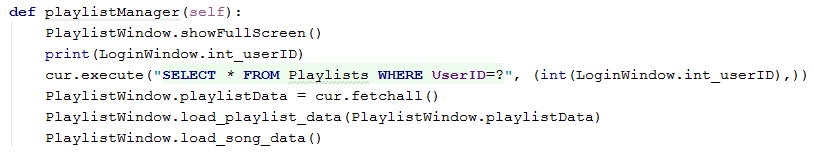 def playlistManager(self):
    PlaylistWindow.showFullScreen()
    print(LoginWindow.int_userID)
    cur.execute("SELECT * FROM Playlists WHERE UserID=?", (int(LoginWindow.int_userID),))
    PlaylistWindow.playlistData = cur.fetchall()
    PlaylistWindow.load_playlist_data(PlaylistWindow.playlistData)
    PlaylistWindow.load_song_data()